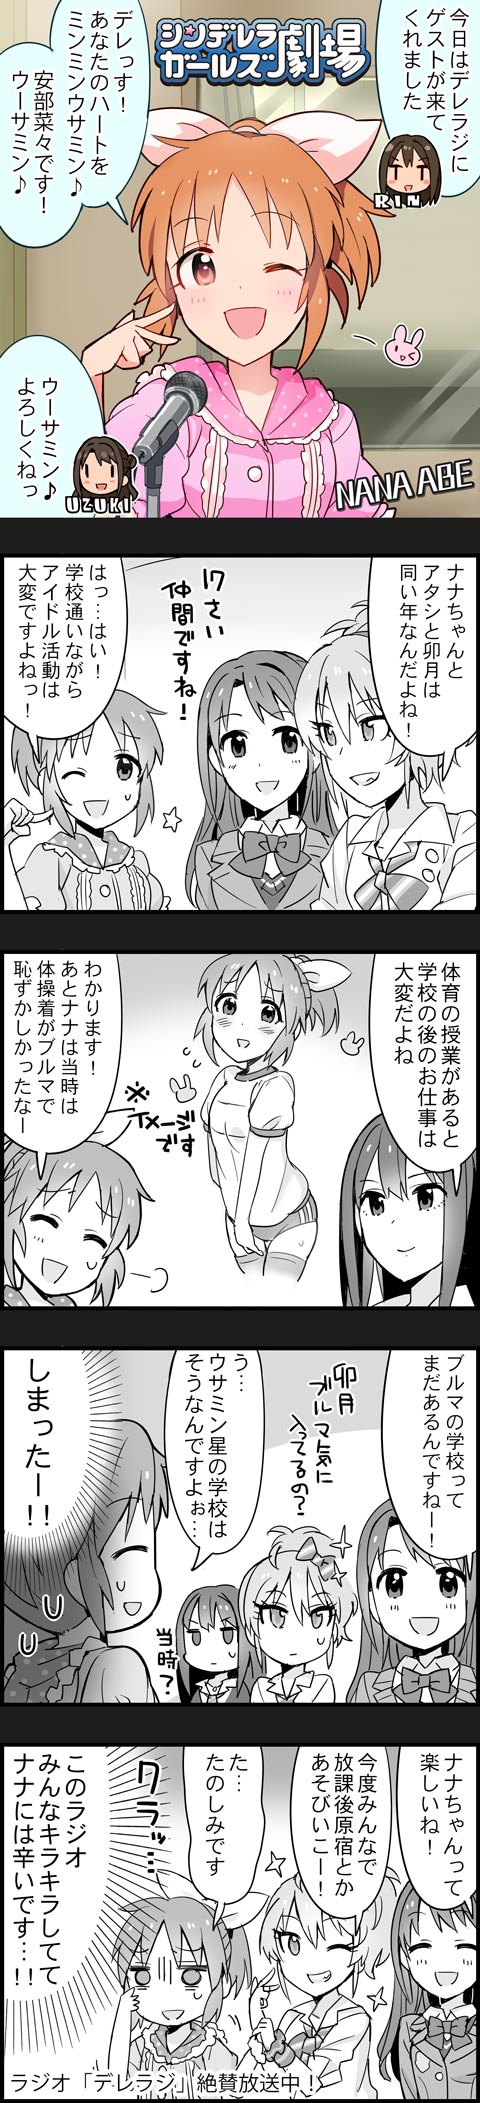 シンデレラ
ガールズ劇場
今日はデレラジに
ゲストが来て
くれました
RIN
デレっす！
あなたのハートを
ミンミンウサミン♪
安部菜々です！
ウーサミン♪
ウーサミン♪
よろしくねっ
UZUKI
NANA ABE
ナナちゃんと
アタシと卯月は
同い年なんだよね！
17さい
仲間ですね！
はっ…はい！
学校通いながら
アイドル活動は
大変ですよねっ！
体育の授業があると
学校の後のお仕事は
大変だよね
※
イメージ
です
わかります！
あとナナは当時は
体操着がブルマで
恥ずかしかったなー
ブルマの学校って
まだあるんですねー！
卯月
ブルマ気に
入ってるの？
う…
ウサミン星の学校は
そうなんですよぉ…
当時？
しまったー！！
ナナちゃんって
楽しいね！
今度みんなで
放課後原宿とか
あそびいこー！
た…
たのしみです
クラッ…
このラジオ
みんなキラキラしてて
ナナには辛いです…！！
ラジオ「デレラジ」絶賛放送中！